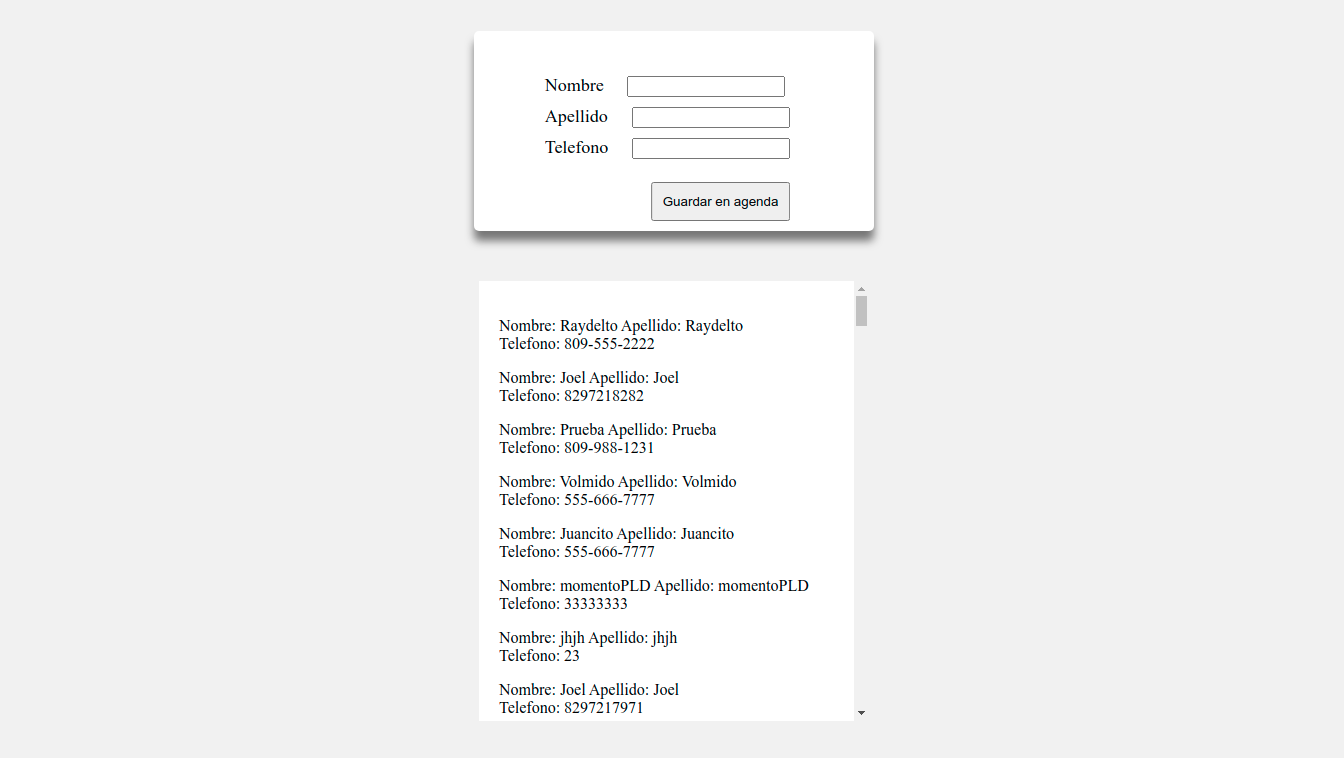 Nombre
Apellido
Telefono
Guardar en agenda
Nombre: Raydelto Apellido: Raydelto
Telefono: 809-555-2222
Nombre: Joel Apellido: Joel
Telefono: 8297218282
Nombre: Prueba Apellido: Prueba
Telefono: 809-988-1231
Nombre: Volmido Apellido: Volmido
Telefono: 555-666-7777
Nombre: Juancito Apellido: Juancito
Telefono: 555-666-7777
Nombre: momentoPLD Apellido: momentoPLD
Telefono: 33333333
Nombre: jhjh Apellido: jhjh
Telefono: 23
Nombre: Joel Apellido: Joel
Telefono: 8297217971